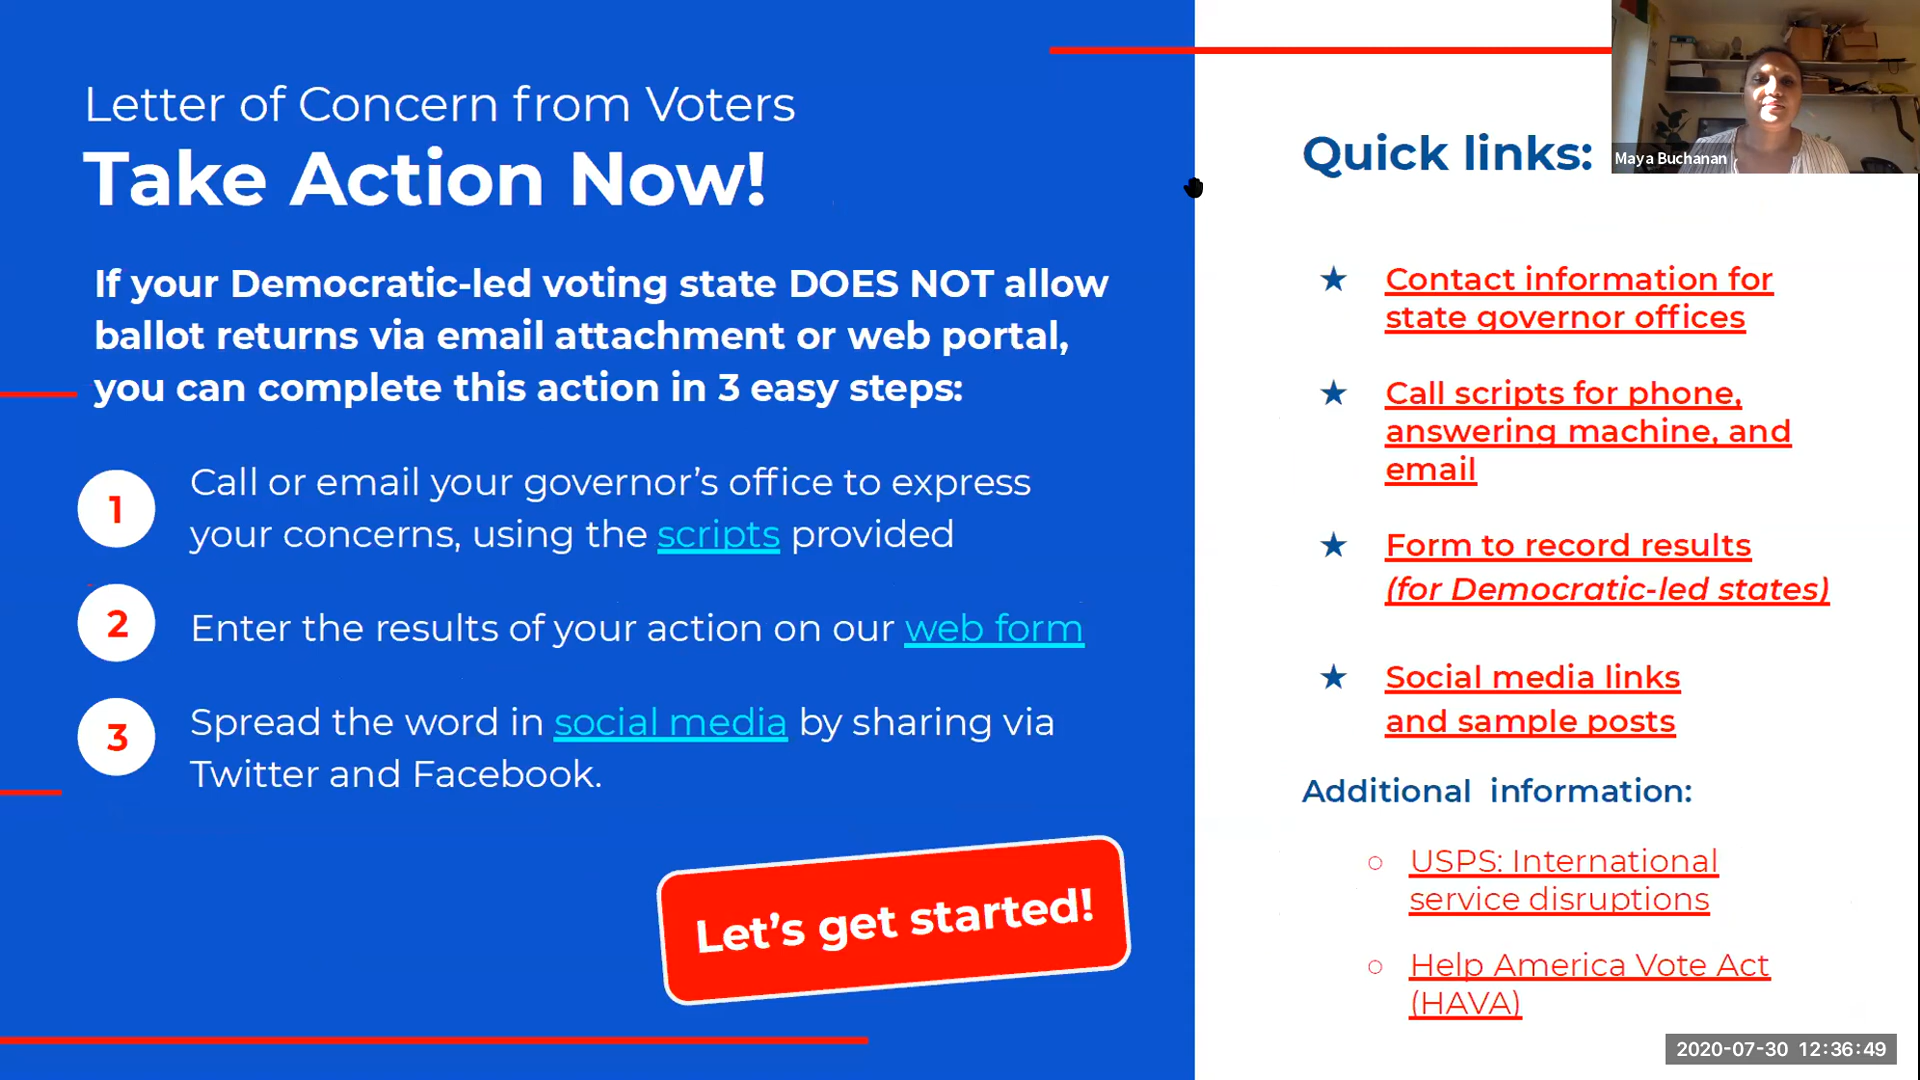 Letter of Concern from Voters
Take Action Now!
If your Democratic-led voting state DOES NOT allow
ballot returns via email attachment or web portal,
you can complete this action in 3 easy steps:
1
Call or email your governor’s office to express
your concerns, using the scripts provided
2
Enter the results of your action on our web form
3
Spread the word in social media by sharing via
Twitter and Facebook.
Let’s get started!
Quick links:
Maya Buchanan
Contact information for
state governor offices
Call scripts for phone,
answering machine, and
email
Form to record results
(for Democratic-led states)
Social media links
and sample posts
Additional information:
USPS: International
service disruptions
Help America Vote Act
(HAVA)
2020-07-30 12:36:49